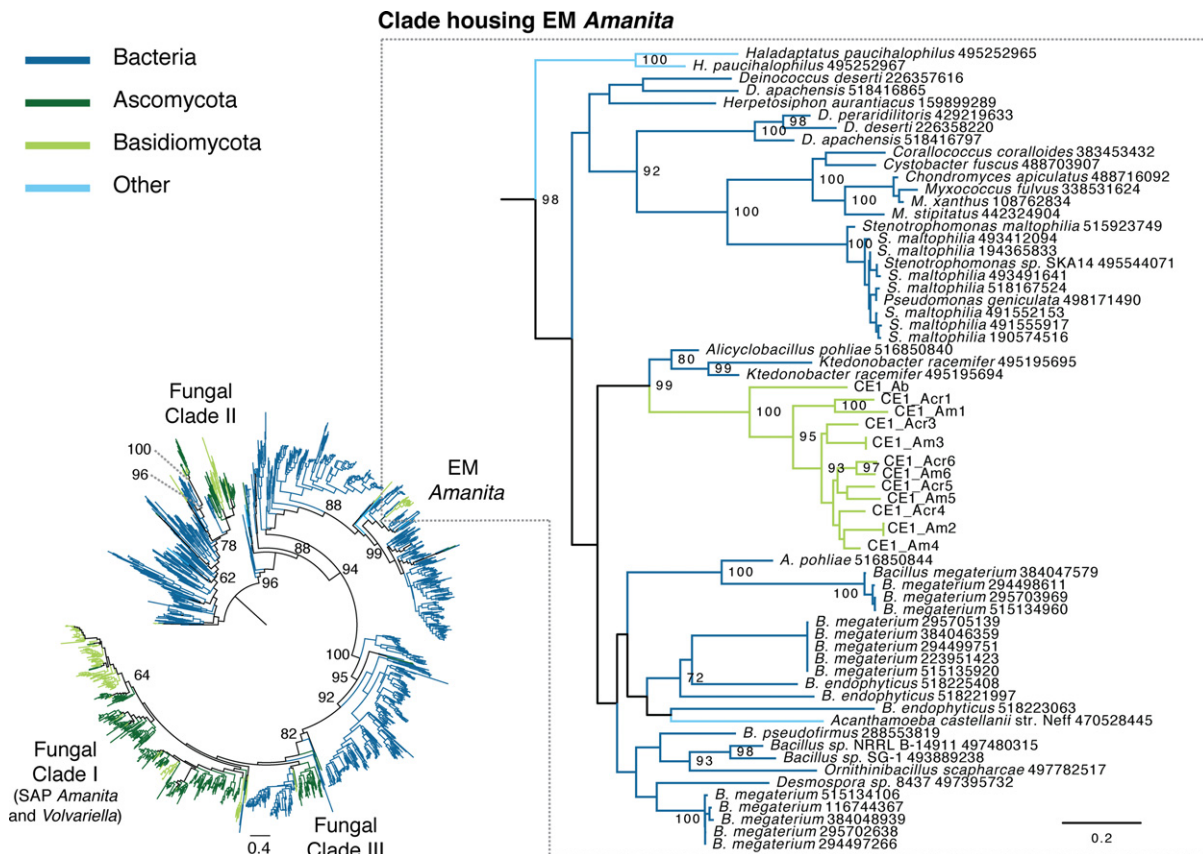 Clade housing EM Amanita
Bacteria
Ascomycota
Basidiomycota
Other
Haladaptatus paucihalophilus 495252965
100
H. paucihalophilus 495252967
Deinococcus deserti 226357616
D. apachensis 518416865
Herpetosiphon aurantiacus 159899289
D. peraridilitoris 429219633
98
D. deserti 226358220
100
D. apachensis 518416797
Corallococcus coralloides 383453432
Cystobacter fuscus 488703907
92
100
Chondromyces apiculatus 488716092
Myxococcus fulvus 338531624
100
M. xanthus 108762834
98
100
M. stipitatus 442324904
Stenotrophomonas maltophilia 515923749
S. maltophilia 493412094
100
S. maltophilia 194365833
Stenotrophomonas sp. SKA14 495544071
S. maltophilia 493491641
S. maltophilia 518167524
Pseudomonas geniculata 498171490
S. maltophilia 491552153
S. maltophilia 491555917
S. maltophilia 190574516
Alicyclobacillus pohliae 516850840
80
Ktedonobacter racemifer 495195695
99
Ktedonobacter racemifer 495195694
99
CE1_Ab
CE1_Acr1
100
100
CE1_Am1
CE1_Acr3
95
CE1_Am3
CE1_Acr6
93
97
CE1_Am6
CE1_Acr5
CE1_Am5
CE1_Acr4
CE1_Am2
CE1_Am4
A. pohliae 516850844
100
Bacillus megaterium 384047579
B. megaterium 294498611
100
B. megaterium 295703969
B. megaterium 515134960
B. megaterium 295705139
B. megaterium 384046359
B. megaterium 294499751
B. megaterium 223951423
B. megaterium 515135920
72
B. endophyticus 518225408
B. endophyticus 518221997
B. endophyticus 518223063
Acanthamoeba castellanii str. Neff 470528445
B. pseudofirmus 288553819
Bacillus sp. NRRL B-14911 497480315
98
93
Bacillus sp. SG-1 493889238
Ornithinibacillus scapharcae 497782517
Desmospora sp. 8437 497395732
B. megaterium 515134106
B. megaterium 116744367
100
B. megaterium 384048939
B. megaterium 295702638
B. megaterium 294497266
0.2
Fungal
Clade II
100
96
EM
Amanita
88
78
88
99
94
62
96
100
95
92
64
82
Fungal
Clade I
(SAP Amanita
and Volvariella)
Fungal
Clade III
0.4